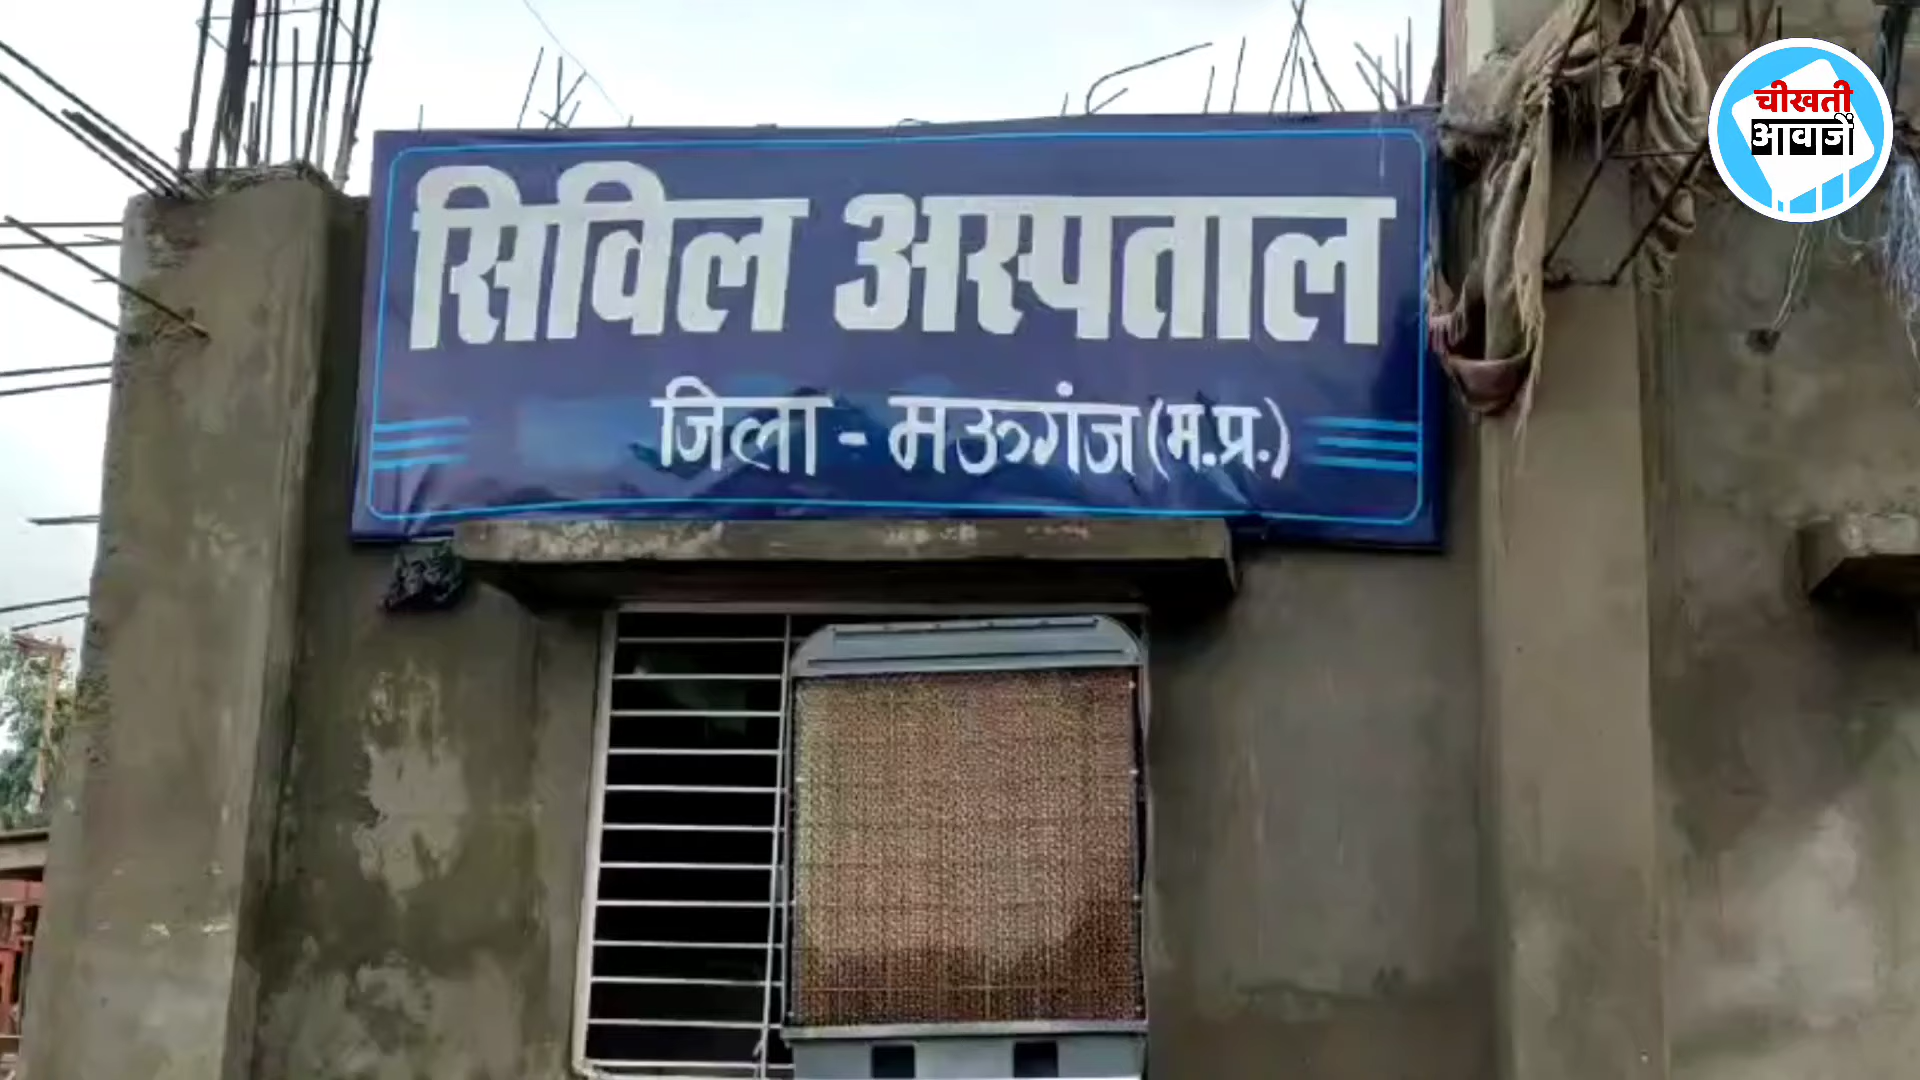 सिविल अस्पताल
जिला - मऊगंज (म.प्र.)
चीखती
आवाजें